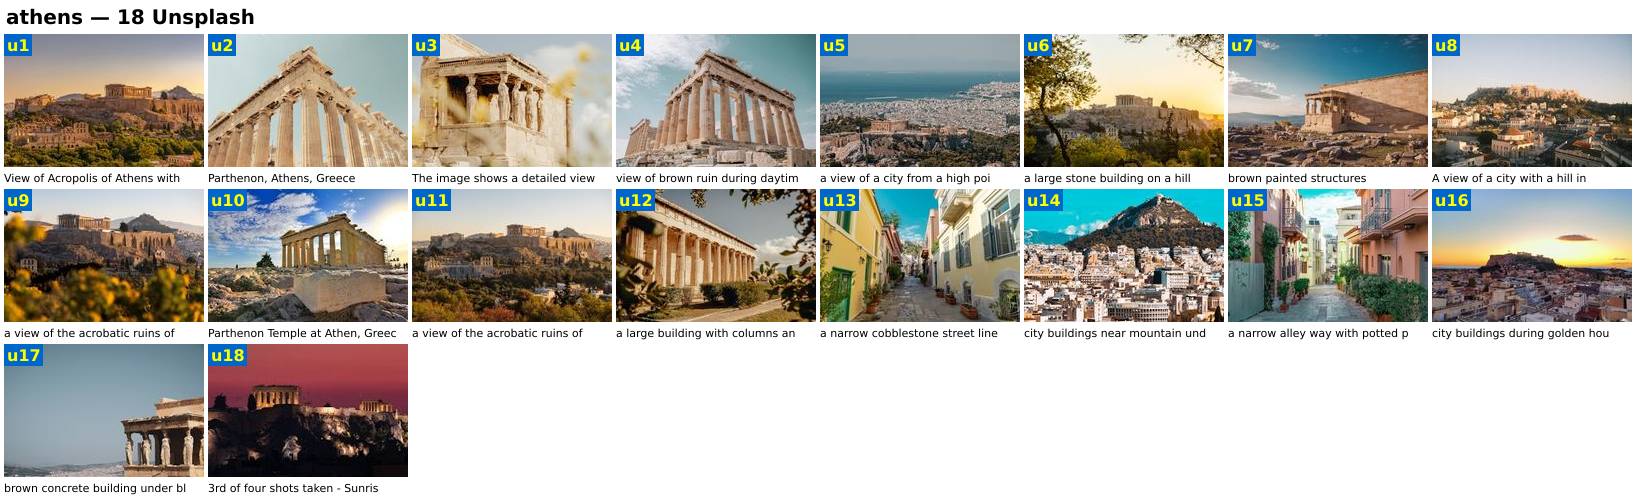 athens — 18 Unsplash
u1
u2
u3
u4
u5
u6
u7
u8
View of Acropolis of Athens with
Parthenon, Athens, Greece
The image shows a detailed view
view of brown ruin during daytim
a view of a city from a high poi
a large stone building on a hill
brown painted structures
A view of a city with a hill in
u9
u10
u11
u12
u13
u14
u15
u16
a view of the acrobatic ruins of
Parthenon Temple at Athen, Greec
a view of the acrobatic ruins of
a large building with columns an
a narrow cobblestone street line
city buildings near mountain und
a narrow alley way with potted p
city buildings during golden hou
u17
u18
brown concrete building under bl
3rd of four shots taken - Sunris